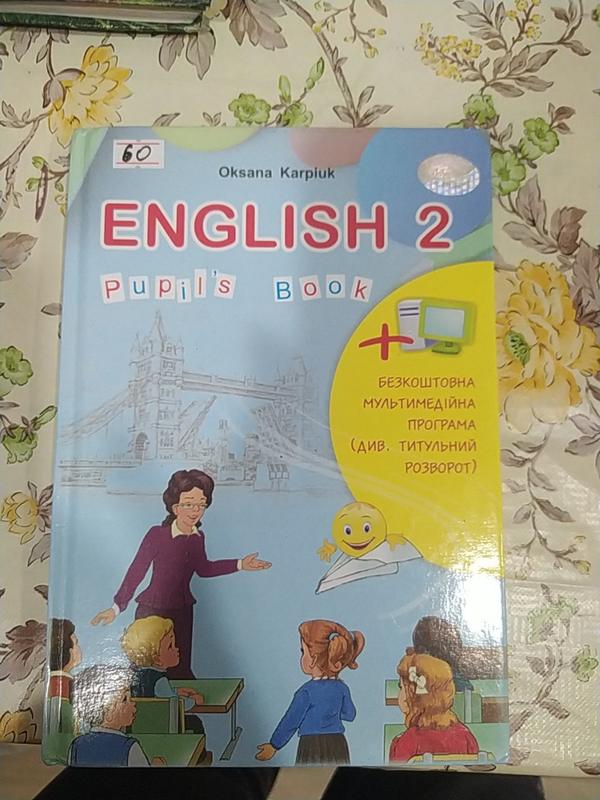 60
Oksana Karpiuk
ENGLISH 2
Pupil's Book
+
БЕЗКОШТОВНА
МУЛЬТИМЕДІЙНА
ПРОГРАМА
(ДИВ. ТИТУЛЬНИЙ
РОЗВОРОТ)